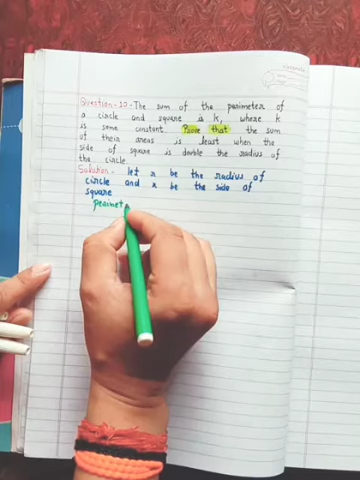 Question-10- The sum of the perimeter of
a circle and square is k, where k
is some constant. Prove that the sum
of their areas is least when the
side of square is double the radius of
the circle.
Solution- let r be the radius of
circle and x be the side of
square
Perimet